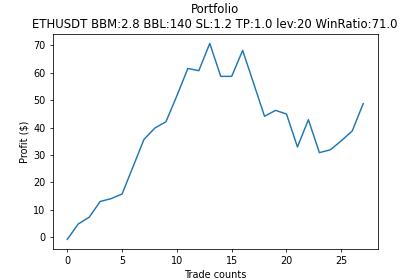 Portfolio
ETHUSDT BBM:2.8 BBL:140 SL:1.2 TP:1.0 lev:20 WinRatio:71.0
70
60
50
40
30
20
10
0
Profit ($)
0 5 10 15 20 25
Trade counts